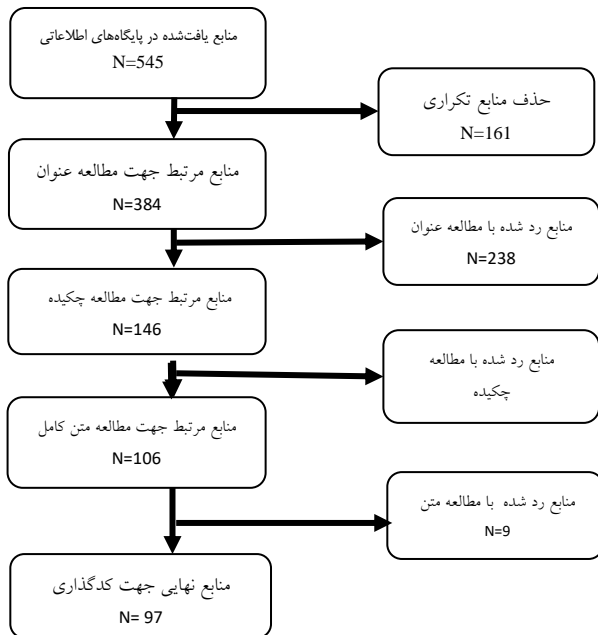 منابع یافت‌شده در پایگاه‌های اطلاعاتی
N=545
حذف منابع تکراری
N=161
منابع مرتبط جهت مطالعه عنوان
N=384
منابع رد شده با مطالعه عنوان
N=238
منابع مرتبط جهت مطالعه چکیده
N=146
منابع رد شده با مطالعه
چکیده
منابع مرتبط جهت مطالعه متن کامل
N=106
منابع رد شده با مطالعه متن
N=9
منابع نهایی جهت کدگذاری
N= 97